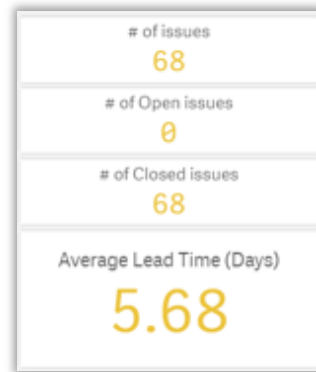 # of issues
68
# of Open issues
0
# of Closed issues
68
Average Lead Time (Days)
5.68